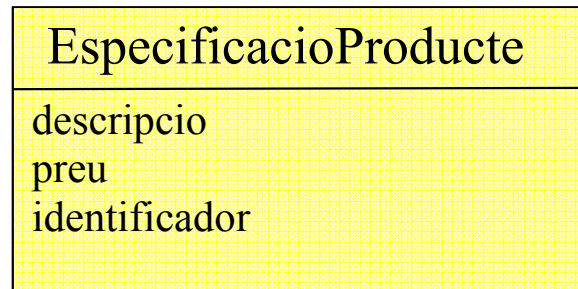 EspecificacioProducte
descripcio
preu
identificador